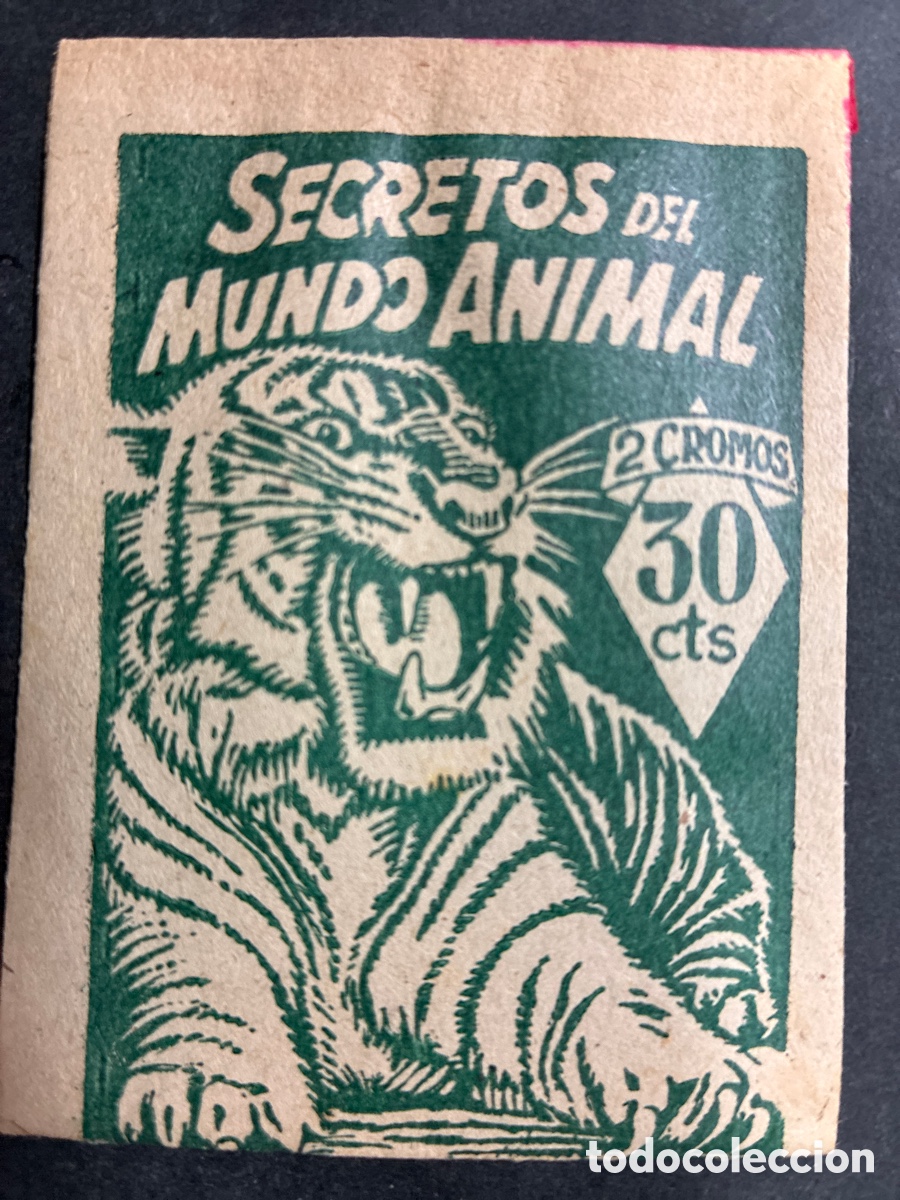 SECRETOS DEL
MUNDO ANIMAL
2 CROMOS
30
cts
todocoleccion